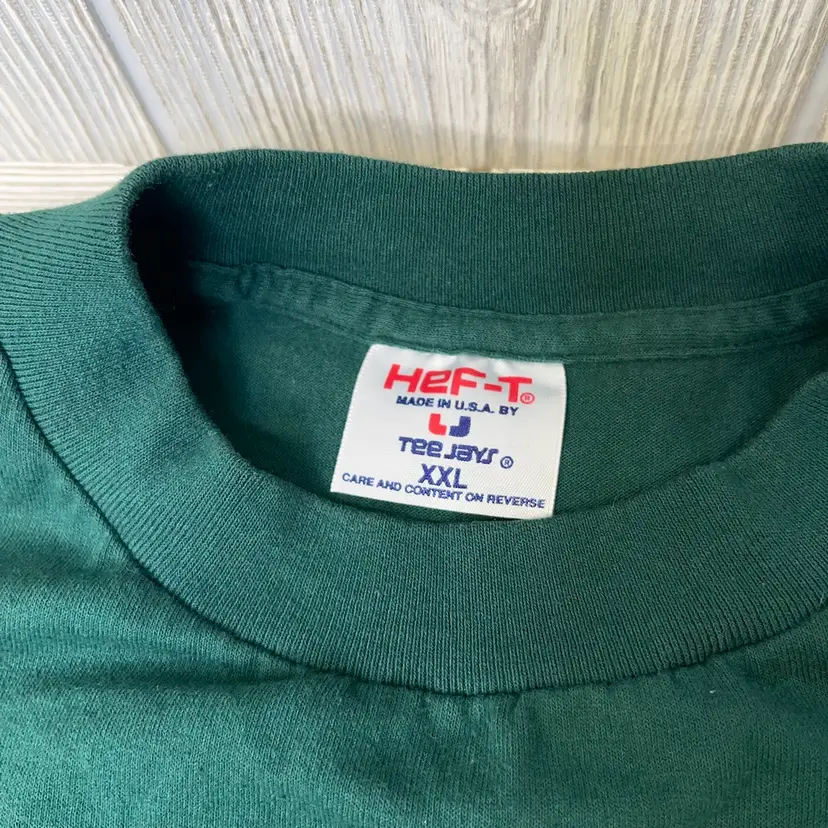 HEF-T®
MADE IN U.S.A. BY
TEE JAYS ®
XXL
CARE AND CONTENT ON REVERSE